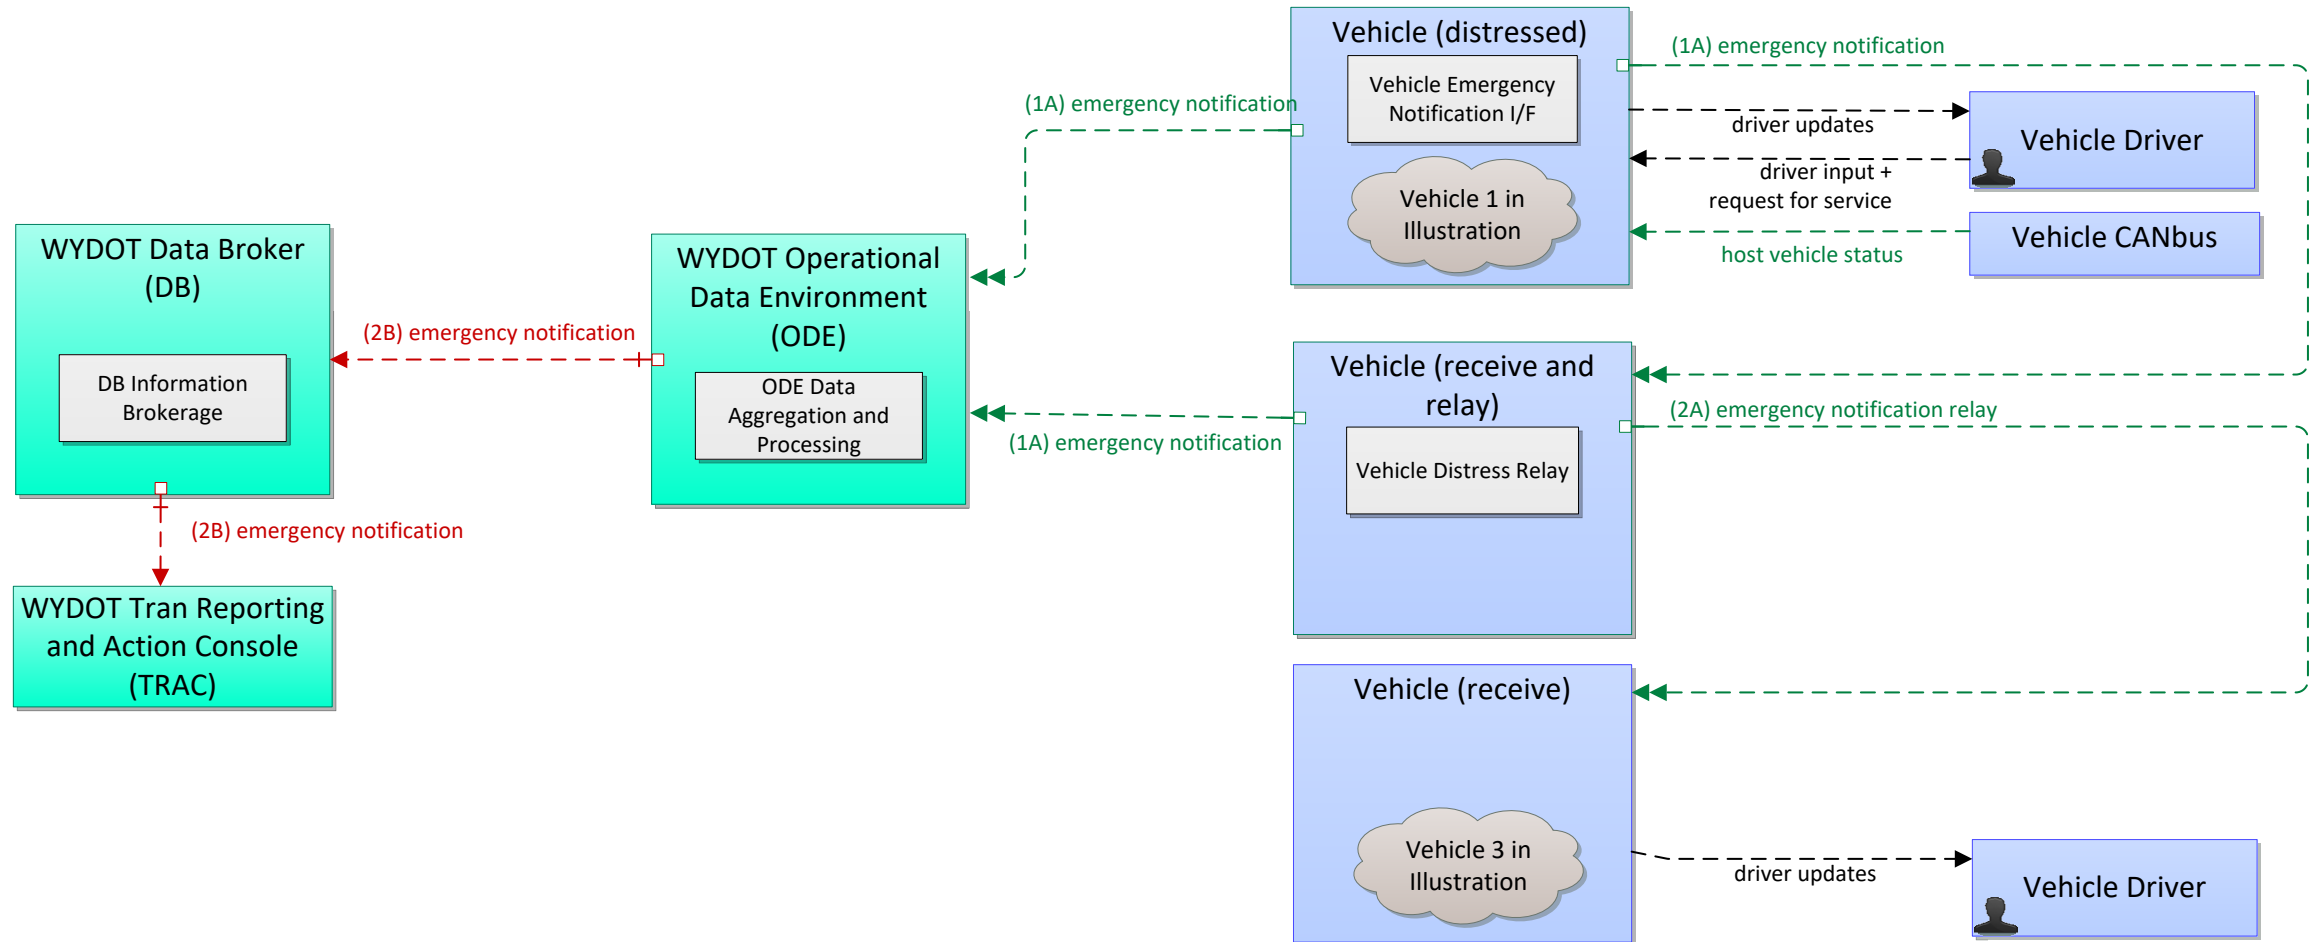 Vehicle (distressed)
Vehicle Emergency
Notification I/F
Vehicle 1 in
Illustration
(1A) emergency notification
(1A) emergency notification
driver updates
driver input +
request for service
host vehicle status
Vehicle Driver
Vehicle CANbus
WYDOT Data Broker
(DB)
DB Information
Brokerage
(2B) emergency notification
WYDOT Operational
Data Environment
(ODE)
ODE Data
Aggregation and
Processing
(1A) emergency notification
Vehicle (receive and
relay)
Vehicle Distress Relay
(2A) emergency notification relay
(2B) emergency notification
WYDOT Tran Reporting
and Action Console
(TRAC)
Vehicle (receive)
Vehicle 3 in
Illustration
driver updates
Vehicle Driver